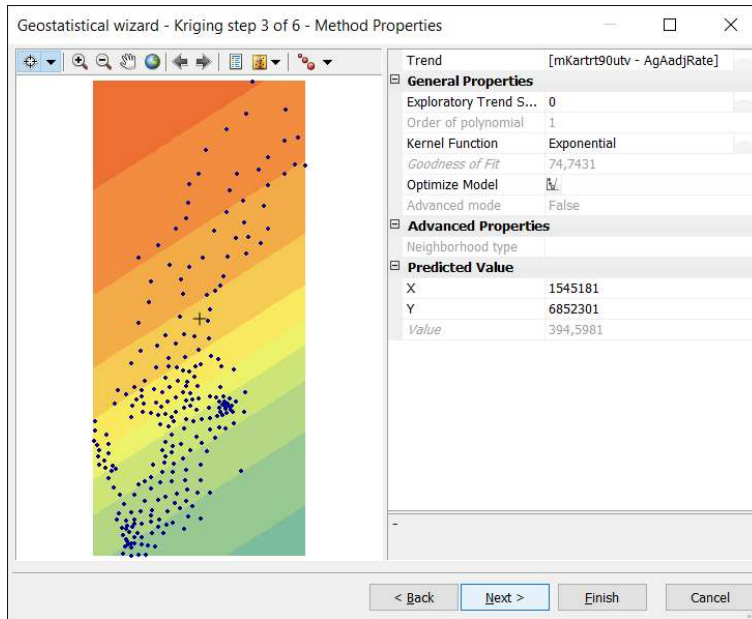 Geostatistical wizard - Kriging step 3 of 6 - Method Properties
Trend [mKartrt90utv - AgAadjRate]
General Properties
Exploratory Trend S... 0
Order of polynomial 1
Kernel Function Exponential
Goodness of Fit 74,7431
Optimize Model
Advanced mode False
Advanced Properties
Neighborhood type
Predicted Value
X 1545181
Y 6852301
Value 394,5981
-
< Back Next > Finish Cancel